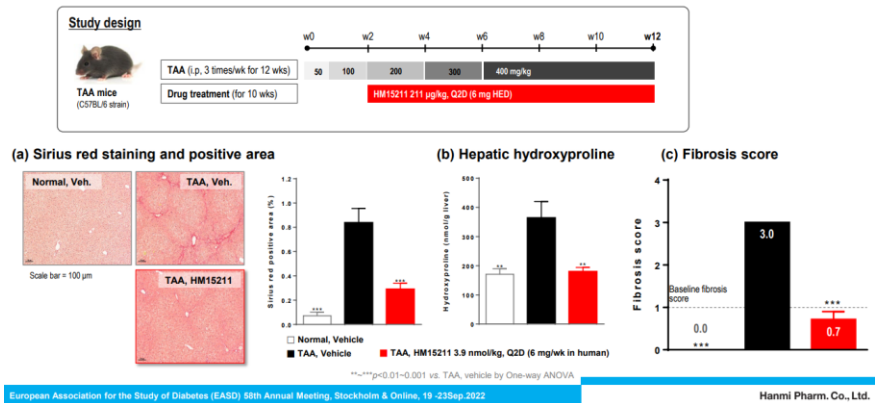 Study design
w0 w2 w4 w6 w8 w10 w12
TAA (i.p, 3 times/wk for 12 wks)
50 100 200 300 400 mg/kg
TAA mice
(C57BL/6 strain)
Drug treatment (for 10 wks)
HM15211 211 μg/kg, Q2D (6 mg HED)
(a) Sirius red staining and positive area
Normal, Veh.
TAA, Veh.
Scale bar = 100 μm
TAA, HM15211
Sirius red positive area (%)
1.2
1.0
0.8
0.6
0.4
0.2
0.0
***
***
(b) Hepatic hydroxyproline
Hydroxyproline (nmol/g liver)
500
400
300
200
100
0
**
**
(c) Fibrosis score
Fibrosis score
4
3
2
1
0
Baseline fibrosis
score
0.0
***
3.0
***
0.7
Normal, Vehicle
TAA, Vehicle
TAA, HM15211 3.9 nmol/kg, Q2D (6 mg/wk in human)
**~***p<0.01~0.001 vs. TAA, vehicle by One-way ANOVA
European Association for the Study of Diabetes (EASD) 58th Annual Meeting, Stockholm & Online, 19 -23Sep.2022
Hanmi Pharm. Co., Ltd.